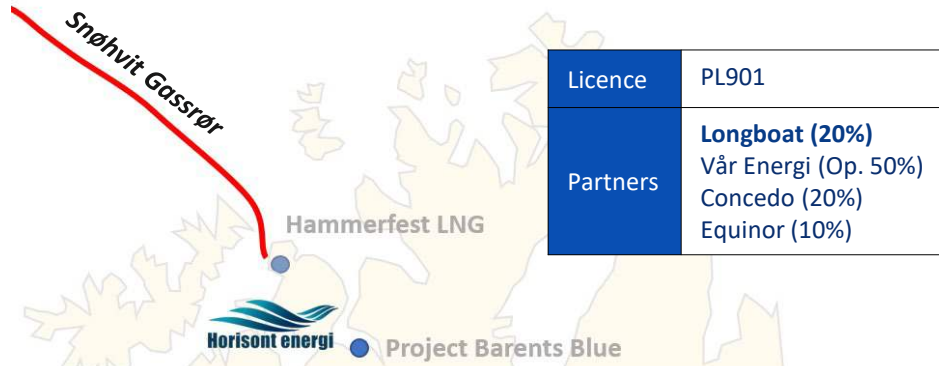 Snøhvit Gassrør
Licence
PL901
Partners
Longboat (20%)
Vår Energi (Op. 50%)
Concedo (20%)
Equinor (10%)
Hammerfest LNG
Horisont energi
Project Barents Blue